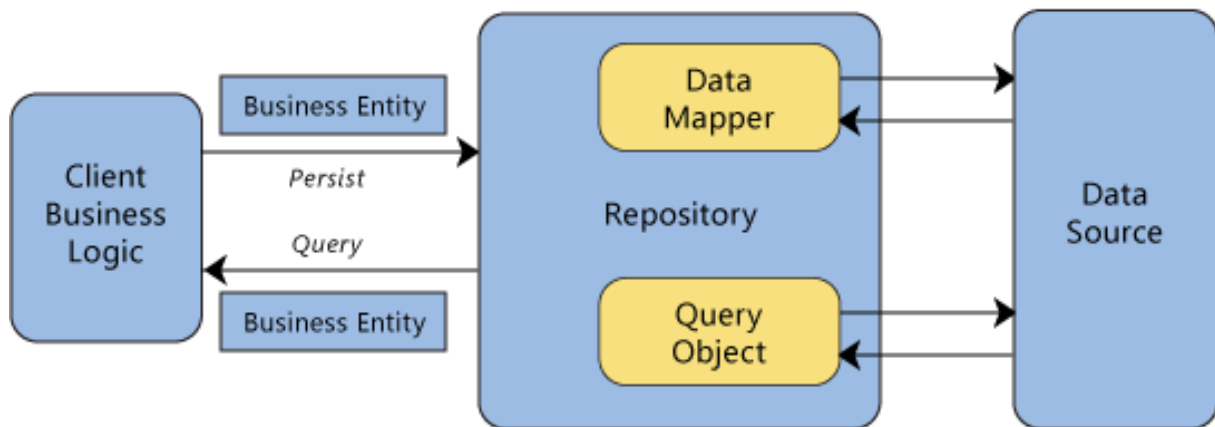 Client
Business
Logic
Business Entity
Persist
Query
Business Entity
Data
Mapper
Repository
Query
Object
Data
Source